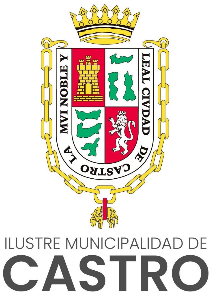 LA MVI NOBLE Y LEAL CIVDAD DE CASTRO
ILUSTRE MUNICIPALIDAD DE
CASTRO